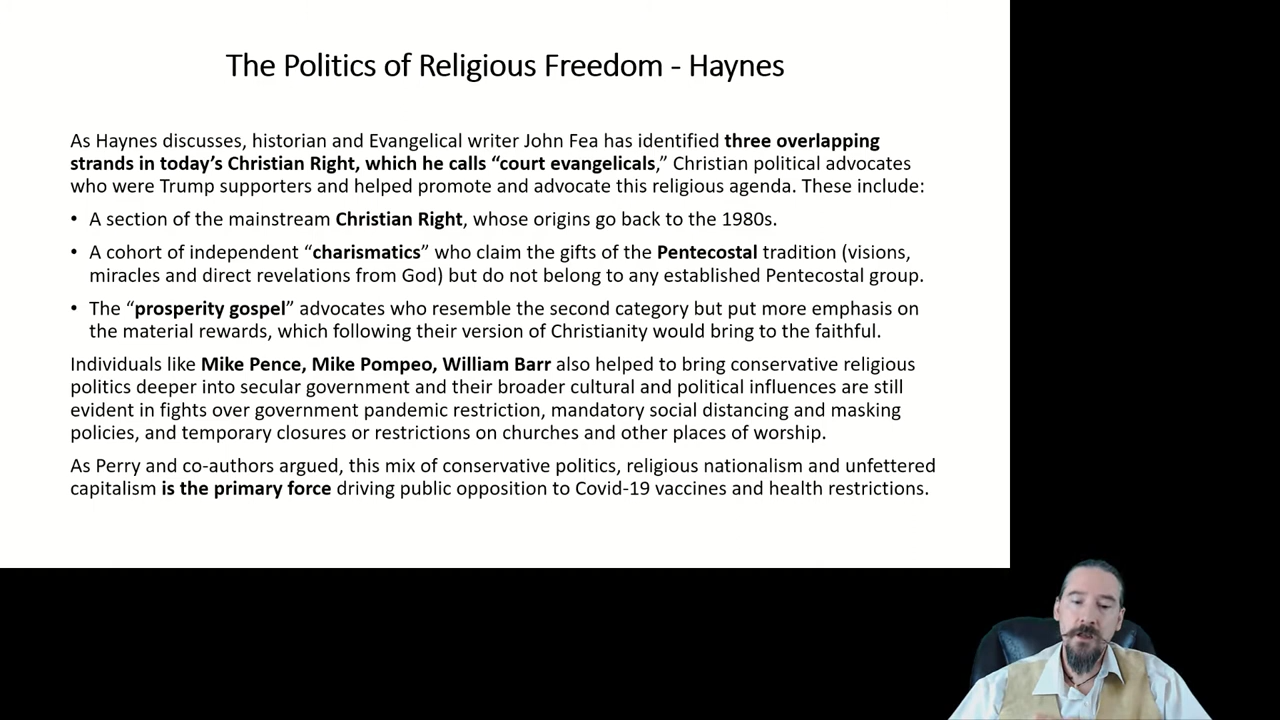 The Politics of Religious Freedom - Haynes
As Haynes discusses, historian and Evangelical writer John Fea has identified three overlapping
strands in today’s Christian Right, which he calls “court evangelicals,” Christian political advocates
who were Trump supporters and helped promote and advocate this religious agenda. These include:
• A section of the mainstream Christian Right, whose origins go back to the 1980s.
• A cohort of independent “charismatics” who claim the gifts of the Pentecostal tradition (visions,
miracles and direct revelations from God) but do not belong to any established Pentecostal group.
• The “prosperity gospel” advocates who resemble the second category but put more emphasis on
the material rewards, which following their version of Christianity would bring to the faithful.
Individuals like Mike Pence, Mike Pompeo, William Barr also helped to bring conservative religious
politics deeper into secular government and their broader cultural and political influences are still
evident in fights over government pandemic restriction, mandatory social distancing and masking
policies, and temporary closures or restrictions on churches and other places of worship.
As Perry and co-authors argued, this mix of conservative politics, religious nationalism and unfettered
capitalism is the primary force driving public opposition to Covid-19 vaccines and health restrictions.